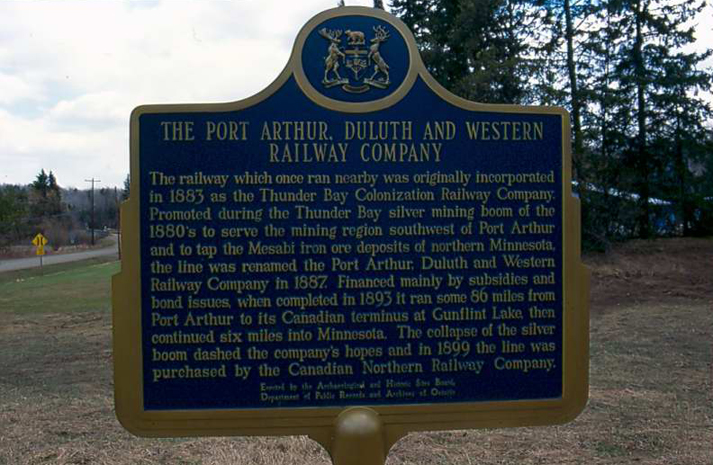 THE PORT ARTHUR, DULUTH AND WESTERN
RAILWAY COMPANY
The railway which once ran nearby was originally incorporated
in 1883 as the Thunder Bay Colonization Railway Company.
Promoted during the Thunder Bay silver mining boom of the
1880's to serve the mining region southwest of Port Arthur
and to tap the Mesabi iron ore deposits of northern Minnesota,
the line was renamed the Port Arthur, Duluth and Western
Railway Company in 1887. Financed mainly by subsidies and
bond issues, when completed in 1893 it ran some 86 miles from
Port Arthur to its Canadian terminus at Gunflint Lake, then
continued six miles into Minnesota. The collapse of the silver
boom dashed the company's hopes and in 1899 the line was
purchased by the Canadian Northern Railway Company.
Erected by the Archaeological and Historic Sites Board,
Department of Public Records and Archives of Ontario